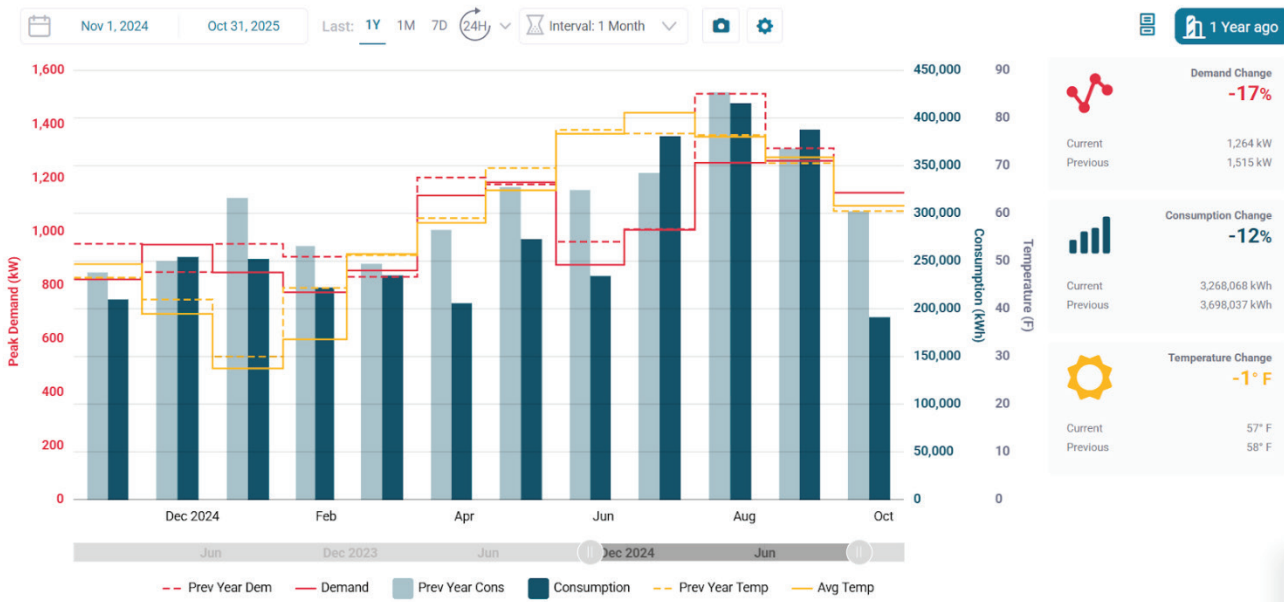 Nov 1, 2024 Oct 31, 2025 Last: 1Y 1M 7D 24H Interval: 1 Month 1 Year ago
1,600 450,000 90
1,400 400,000 80
1,200 350,000 70
1,000 300,000 60
800 250,000 50
600 200,000 40
400 150,000 30
200 100,000 20
0 50,000 10
0 0
Peak Demand (kW)
Consumption (kWh)
Temperature (F)
Dec 2024 Feb Apr Jun Aug Oct
Jun Dec 2023 Jun Dec 2024 Jun
Prev Year Dem Demand Prev Year Cons Consumption Prev Year Temp Avg Temp
Demand Change
-17%
Current 1,264 kW
Previous 1,515 kW
Consumption Change
-12%
Current 3,268,068 kWh
Previous 3,698,037 kWh
Temperature Change
-1° F
Current 57° F
Previous 58° F